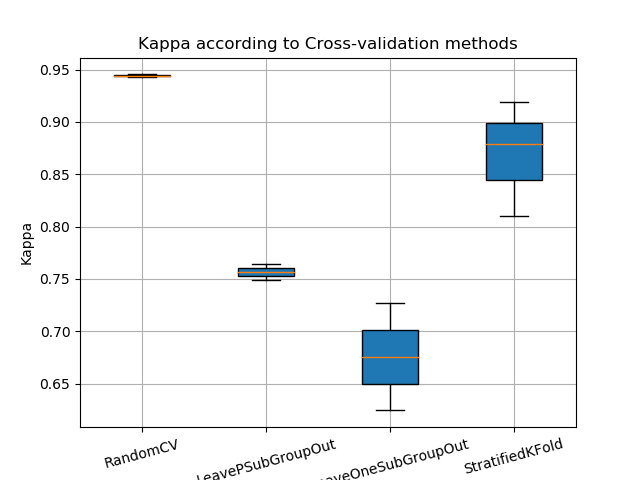 Kappa according to Cross-validation methods
0.95
0.90
0.85
0.80
0.75
0.70
0.65
Kappa
RandomCV
LeavePSubGroupOut
aveOneSubGroupOut
StratifiedKFold